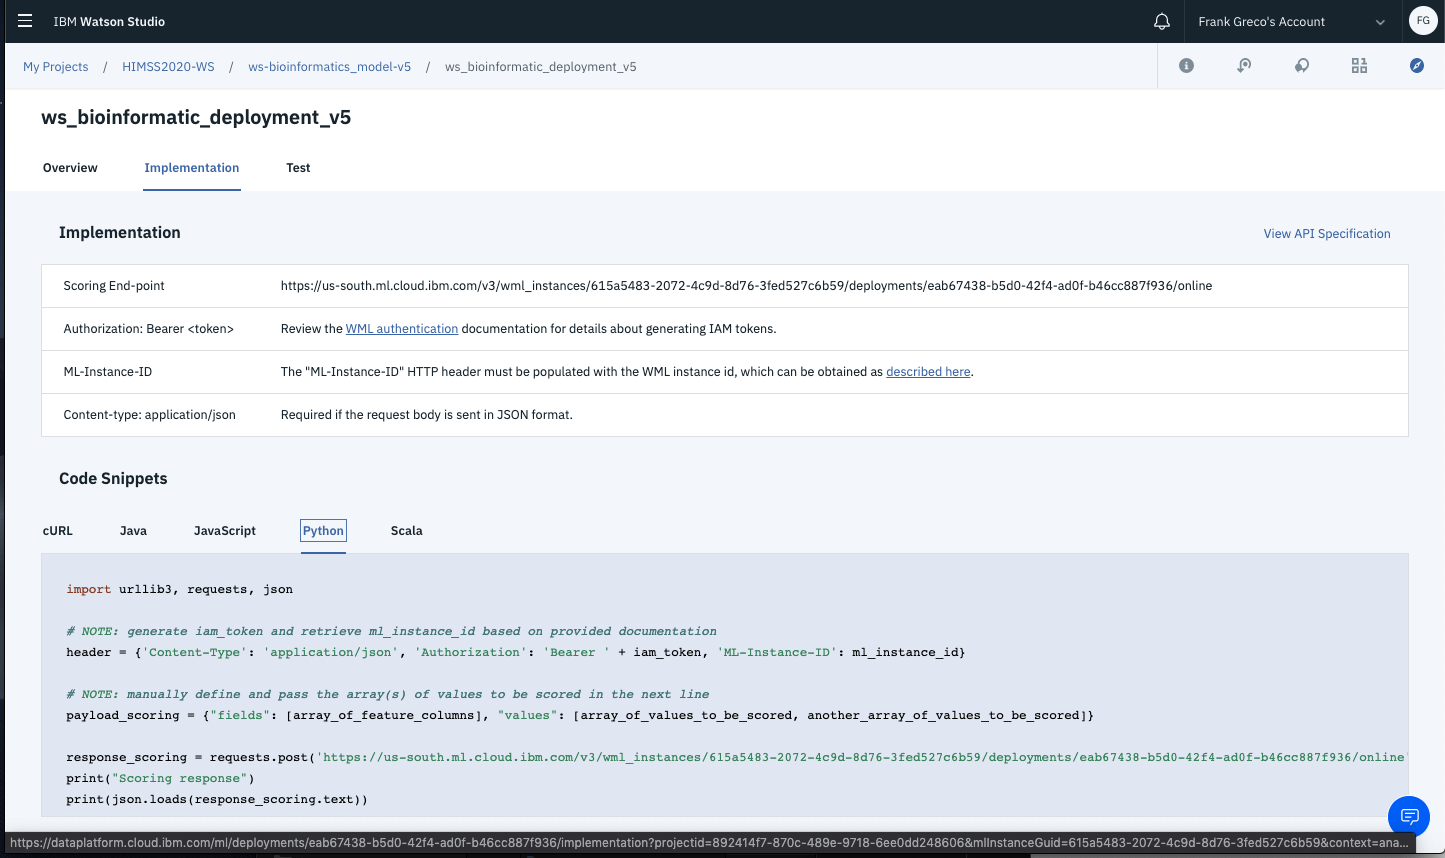 IBM Watson Studio
Frank Greco's Account
FG
My Projects / HIMSS2020-WS / ws-bioinformatics_model-v5 / ws_bioinformatic_deployment_v5
ws_bioinformatic_deployment_v5
Overview Implementation Test
Implementation
View API Specification
Scoring End-point https://us-south.ml.cloud.ibm.com/v3/wml_instances/615a5483-2072-4c9d-8d76-3fed527c6b59/deployments/eab67438-b5d0-42f4-ad0f-b46cc887f936/online
Authorization: Bearer <token> Review the WML authentication documentation for details about generating IAM tokens.
ML-Instance-ID The "ML-Instance-ID" HTTP header must be populated with the WML instance id, which can be obtained as described here.
Content-type: application/json Required if the request body is sent in JSON format.
Code Snippets
cURL Java JavaScript Python Scala
import urllib3, requests, json
# NOTE: generate iam_token and retrieve ml_instance_id based on provided documentation
header = {'Content-Type': 'application/json', 'Authorization': 'Bearer ' + iam_token, 'ML-Instance-ID': ml_instance_id}
# NOTE: manually define and pass the array(s) of values to be scored in the next line
payload_scoring = {"fields": [array_of_feature_columns], "values": [array_of_values_to_be_scored, another_array_of_values_to_be_scored]}
response_scoring = requests.post('https://us-south.ml.cloud.ibm.com/v3/wml_instances/615a5483-2072-4c9d-8d76-3fed527c6b59/deployments/eab67438-b5d0-42f4-ad0f-b46cc887f936/online'
print("Scoring response")
print(json.loads(response_scoring.text))
https://dataplatform.cloud.ibm.com/ml/deployments/eab67438-b5d0-42f4-ad0f-b46cc887f936/implementation?projectid=892414f7-870c-489e-9718-6ee0dd248606&mlInstanceGuid=615a5483-2072-4c9d-8d76-3fed527c6b59&context=ana...